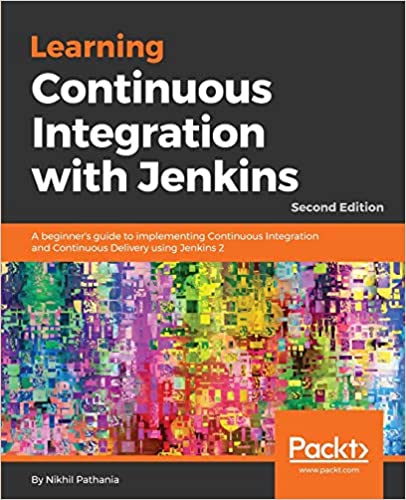 Learning
Continuous
Integration
with Jenkins
Second Edition
A beginner's guide to implementing Continuous Integration
and Continuous Delivery using Jenkins 2
Packt>
www.packt.com
By Nikhil Pathania